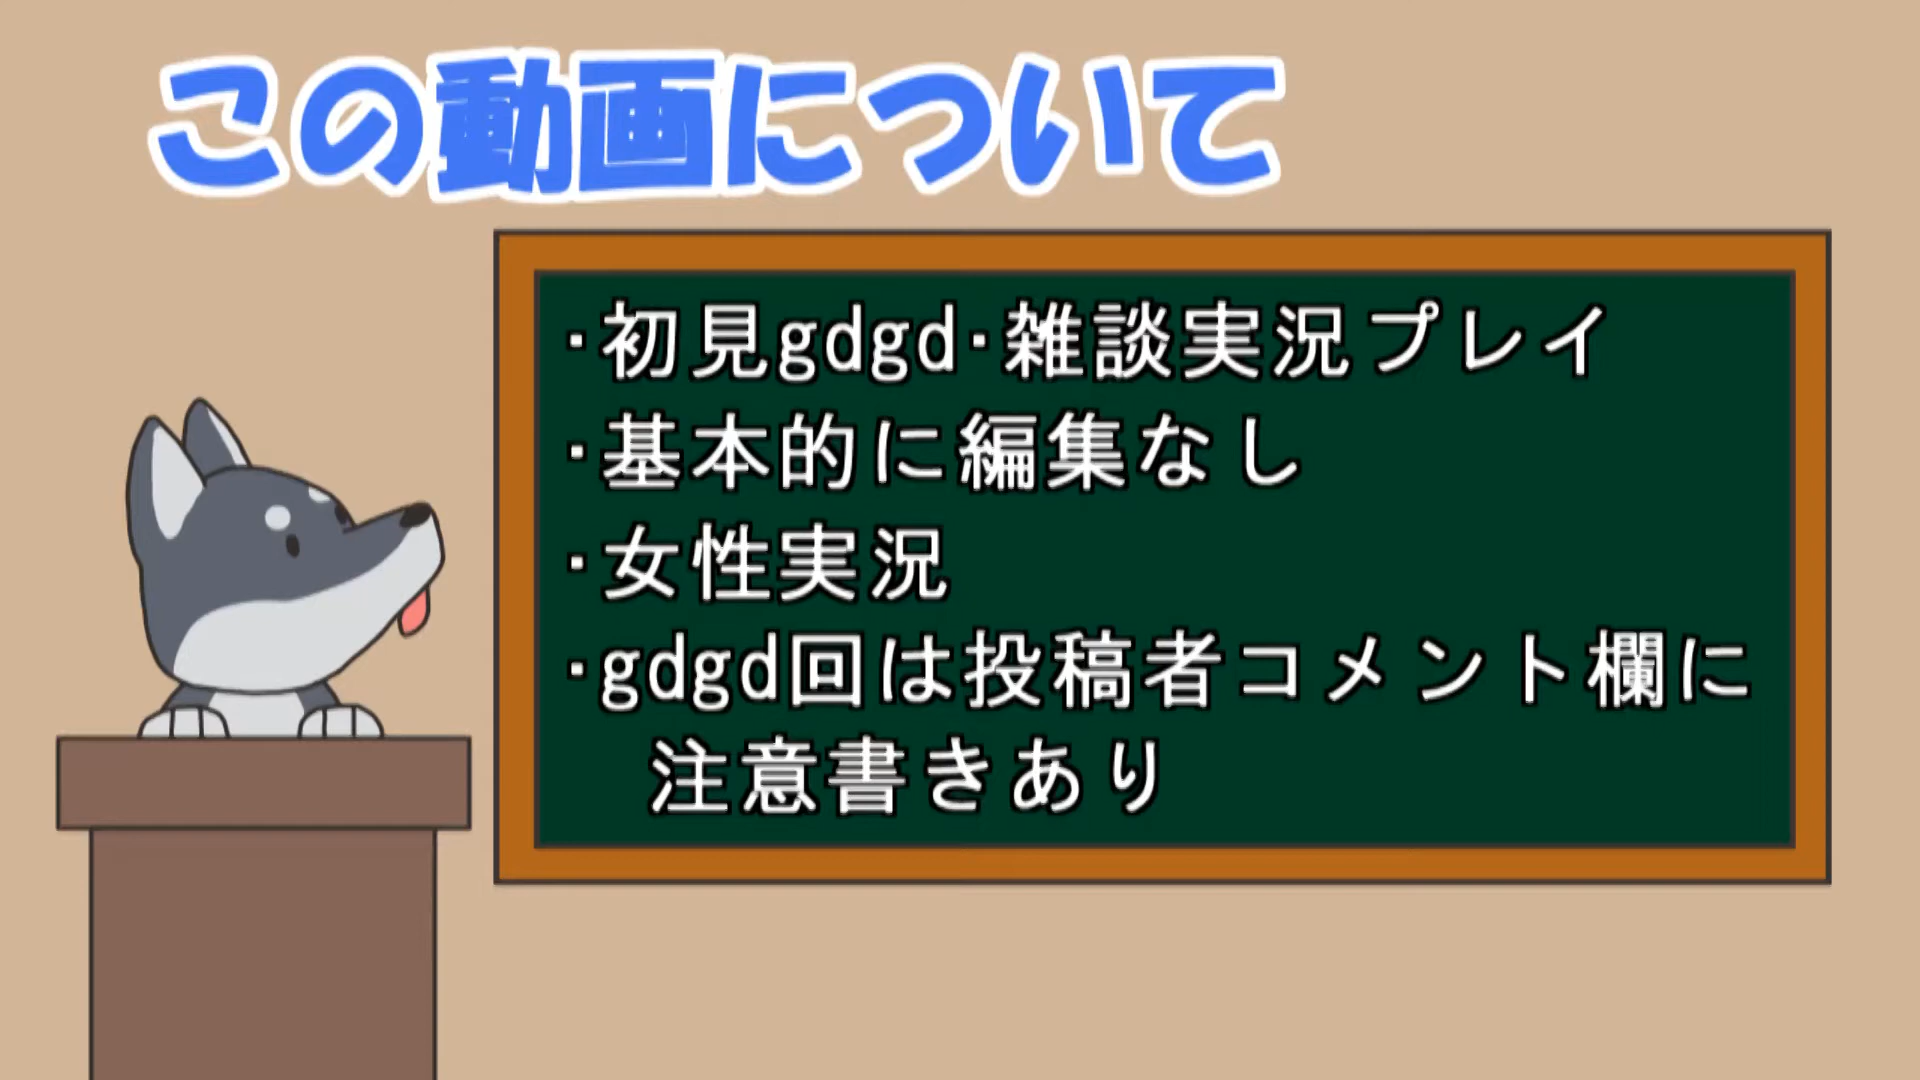 この動画について
・初見gdgd・雑談実況プレイ
・基本的に編集なし
・女性実況
・gdgd回は投稿者コメント欄に
注意書きあり